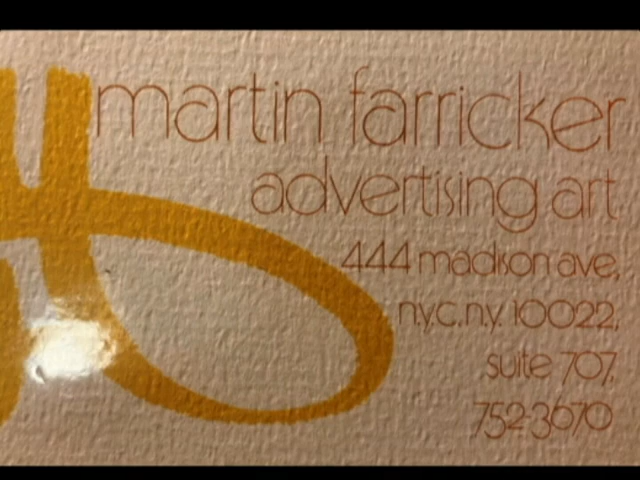 martin farricker
advertising art
444 madison ave,
n.y.c. n.y. 10022,
suite 707,
752-3670